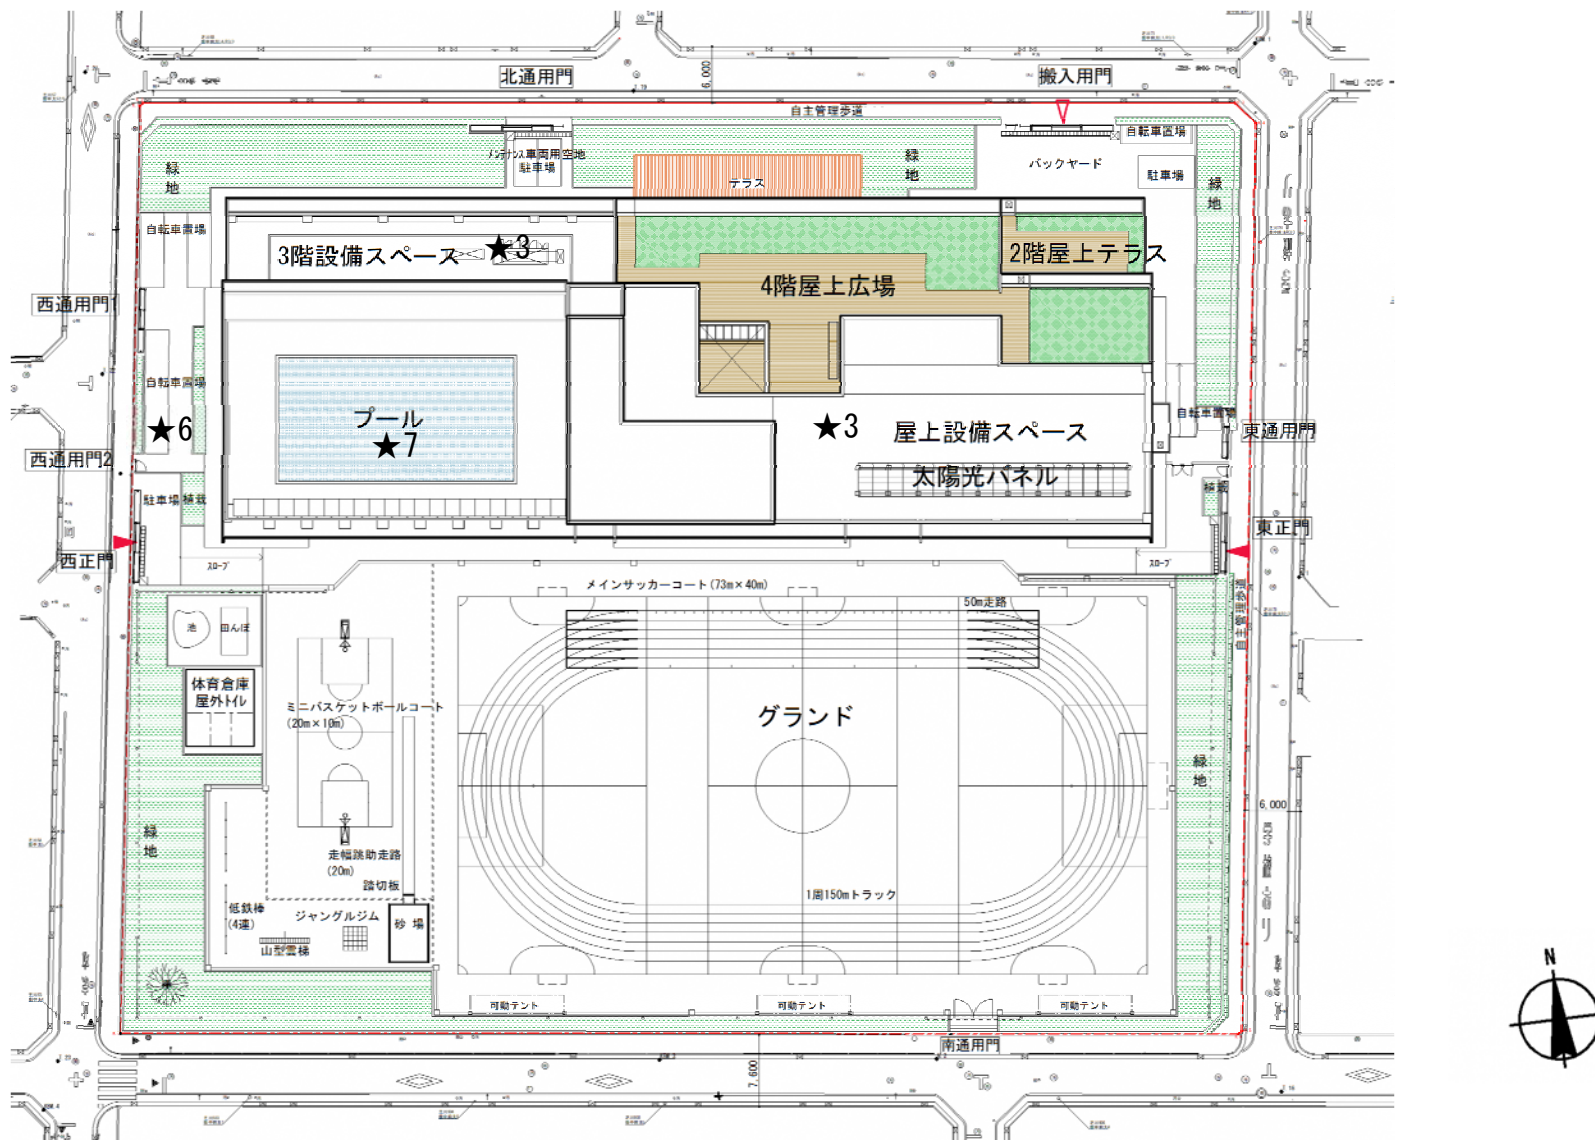 北通用門
搬入用門
6,000
自主管理歩道
自転車置場
緑地
メンテナンス車両用空地
駐車場
緑地
バックヤード
駐車場
緑地
テラス
自転車置場
3階設備スペース
★3
4階屋上広場
2階屋上テラス
西通用門1
自転車置場
★6
プール
★7
★3
屋上設備スペース
自転車置場
東通用門
西通用門2
太陽光パネル
駐車場
植栽
植栽
東正門
西正門
スロープ
スロープ
メインサッカーコート(73m×40m)
50m走路
自主管理歩道
池
田んぼ
体育倉庫
屋外トイレ
ミニバスケットボールコート
(20m×10m)
グランド
緑地
6,000
緑地
走幅跳助走路
(20m)
踏切板
1周150mトラック
低鉄棒
(4連)
ジャングルジム
砂場
山型雲梯
可動テント
可動テント
可動テント
南通用門
7,600
N